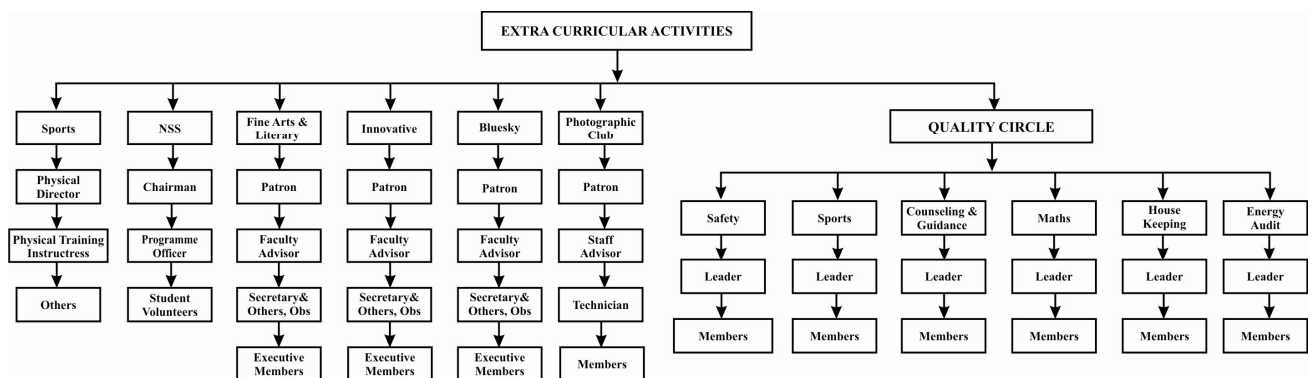 EXTRA CURRICULAR ACTIVITIES
Sports
NSS
Fine Arts &
Literary
Innovative
Bluesky
Photographic
Club
QUALITY CIRCLE
Physical
Director
Chairman
Patron
Patron
Patron
Patron
Safety
Sports
Counseling &
Guidance
Maths
House
Keeping
Energy
Audit
Physical Training
Instructress
Programme
Officer
Faculty
Advisor
Faculty
Advisor
Faculty
Advisor
Staff
Advisor
Leader
Leader
Leader
Leader
Leader
Leader
Others
Student
Volunteers
Secretary&
Others, Obs
Secretary&
Others, Obs
Secretary&
Others, Obs
Technician
Members
Members
Members
Members
Members
Members
Executive
Members
Executive
Members
Executive
Members
Members